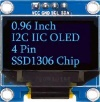 0.96 Inch
I2C IIC OLED
4 Pin
SSD1306 Chip